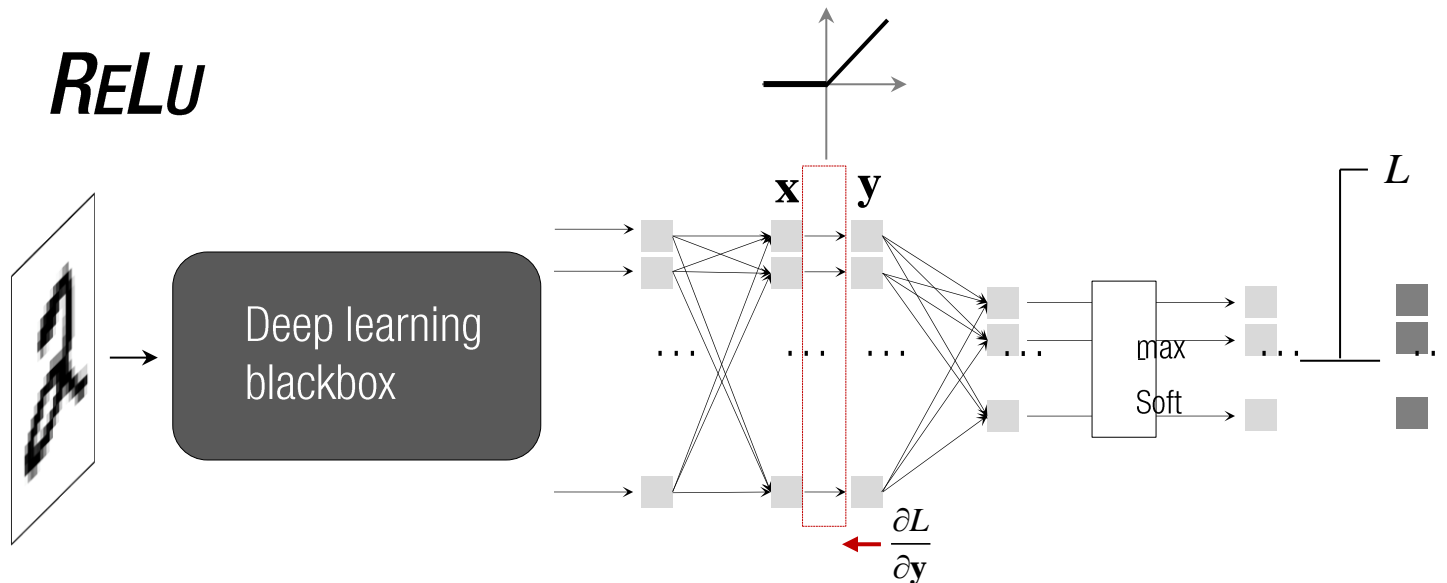 RELU
x
y
L
Deep learning
blackbox
...
...
...
...
max
Soft
...
...
∂L
∂y